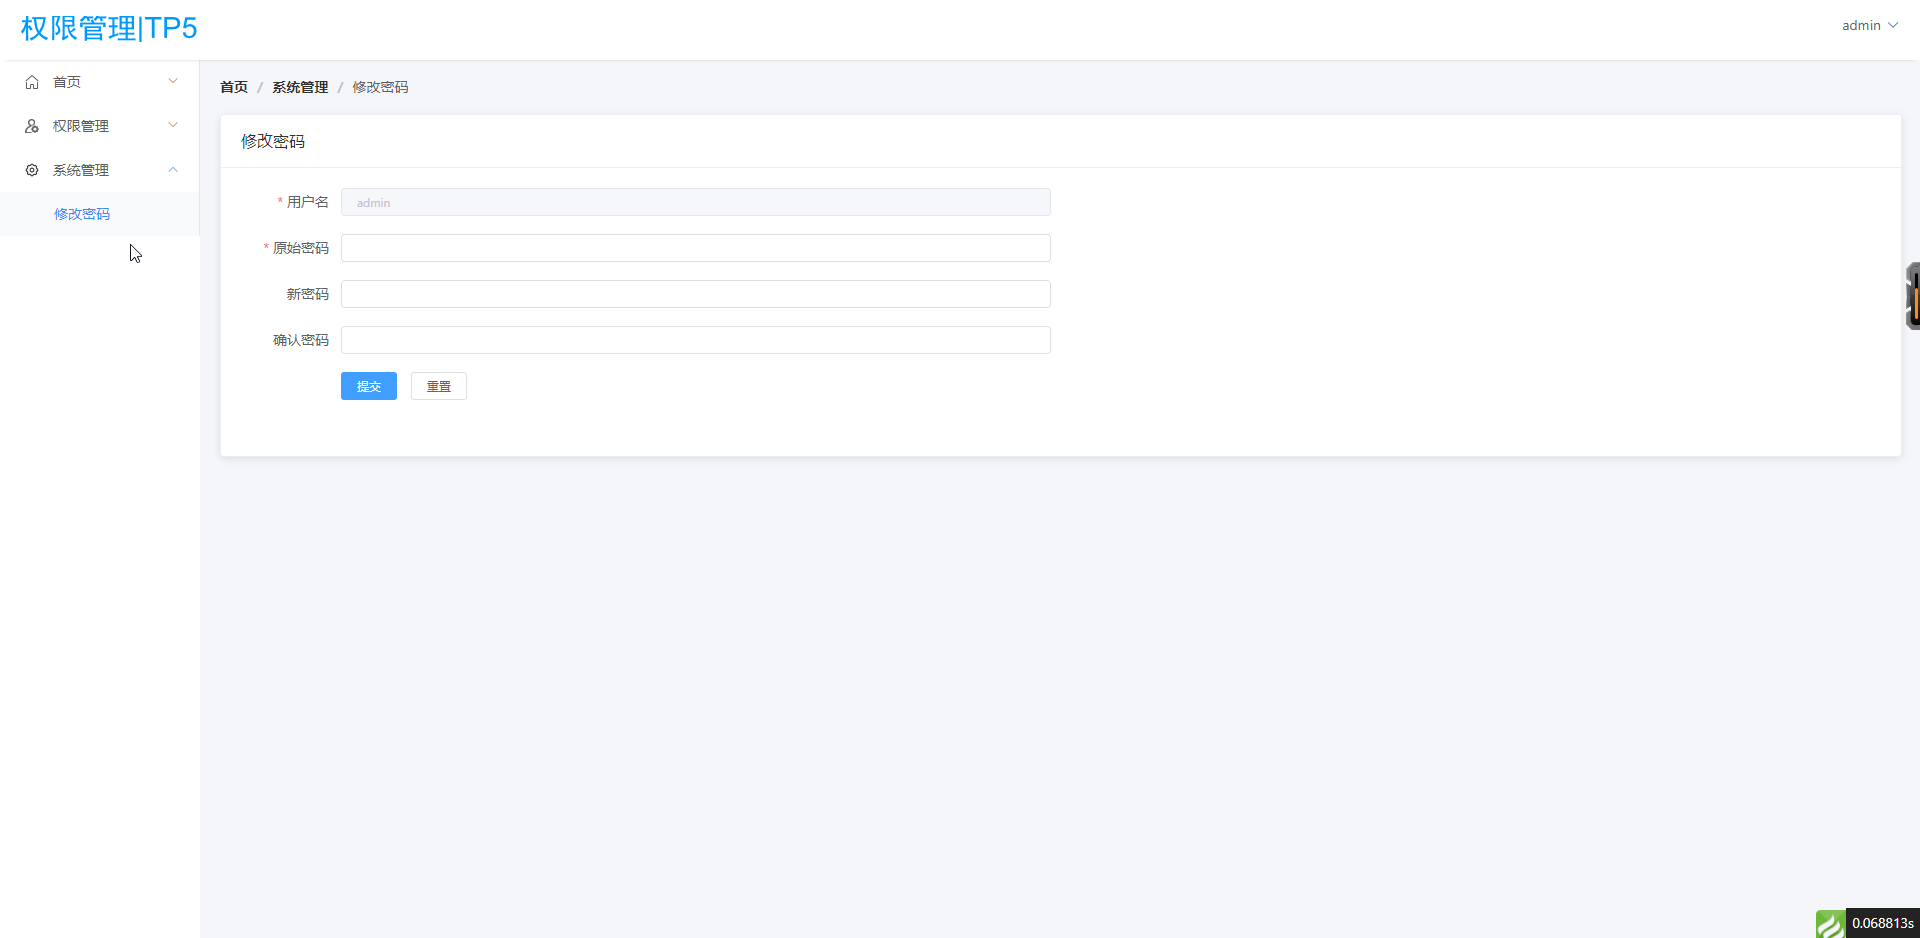 权限管理|TP5
admin
首页
权限管理
系统管理
修改密码
首页 / 系统管理 / 修改密码
修改密码
* 用户名 admin
* 原始密码
新密码
确认密码
提交 重置
0.068813s